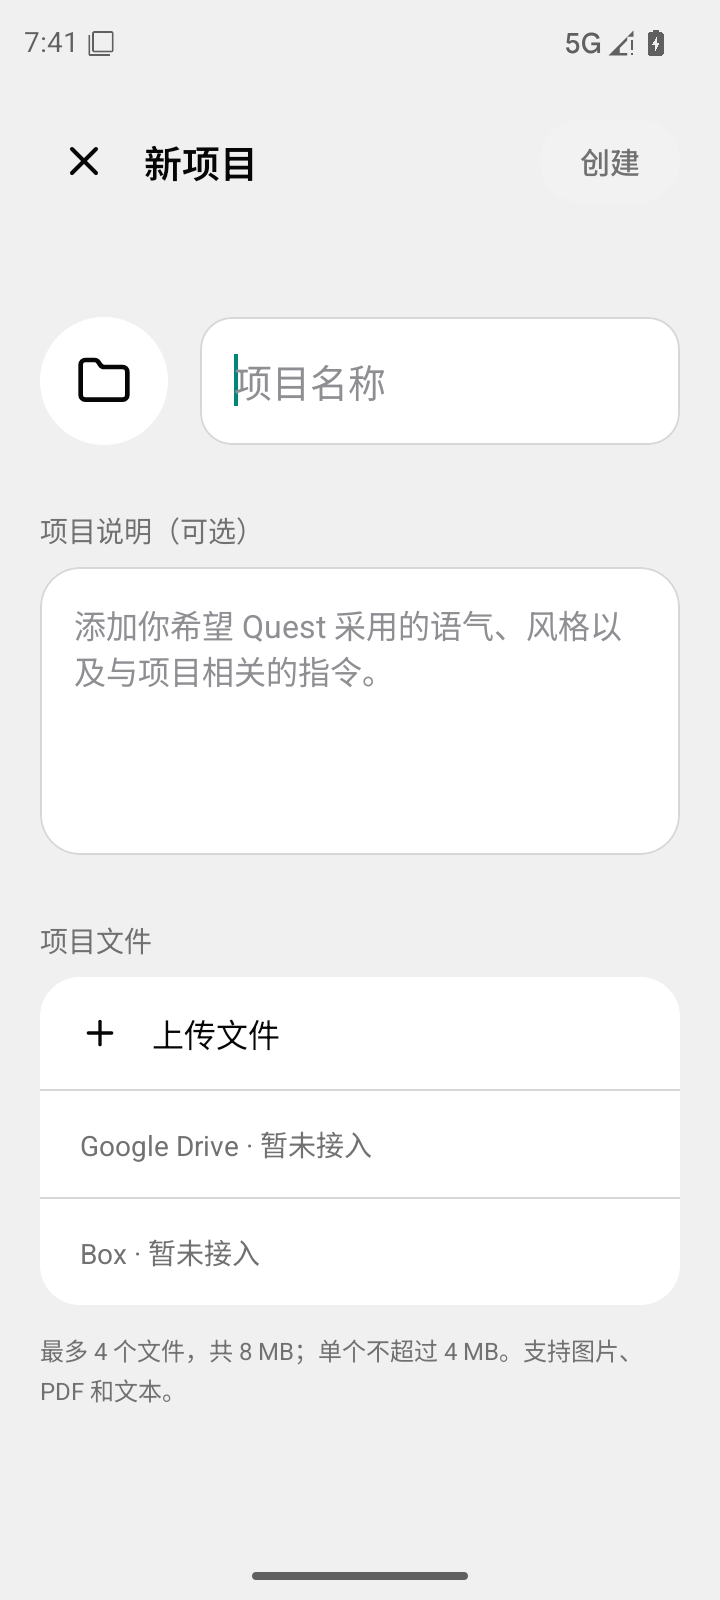 7:41
5G
新项目
创建
项目名称
项目说明（可选）
添加你希望 Quest 采用的语气、风格以
及与项目相关的指令。
项目文件
上传文件
Google Drive · 暂未接入
Box · 暂未接入
最多 4 个文件，共 8 MB；单个不超过 4 MB。支持图片、
PDF 和文本。